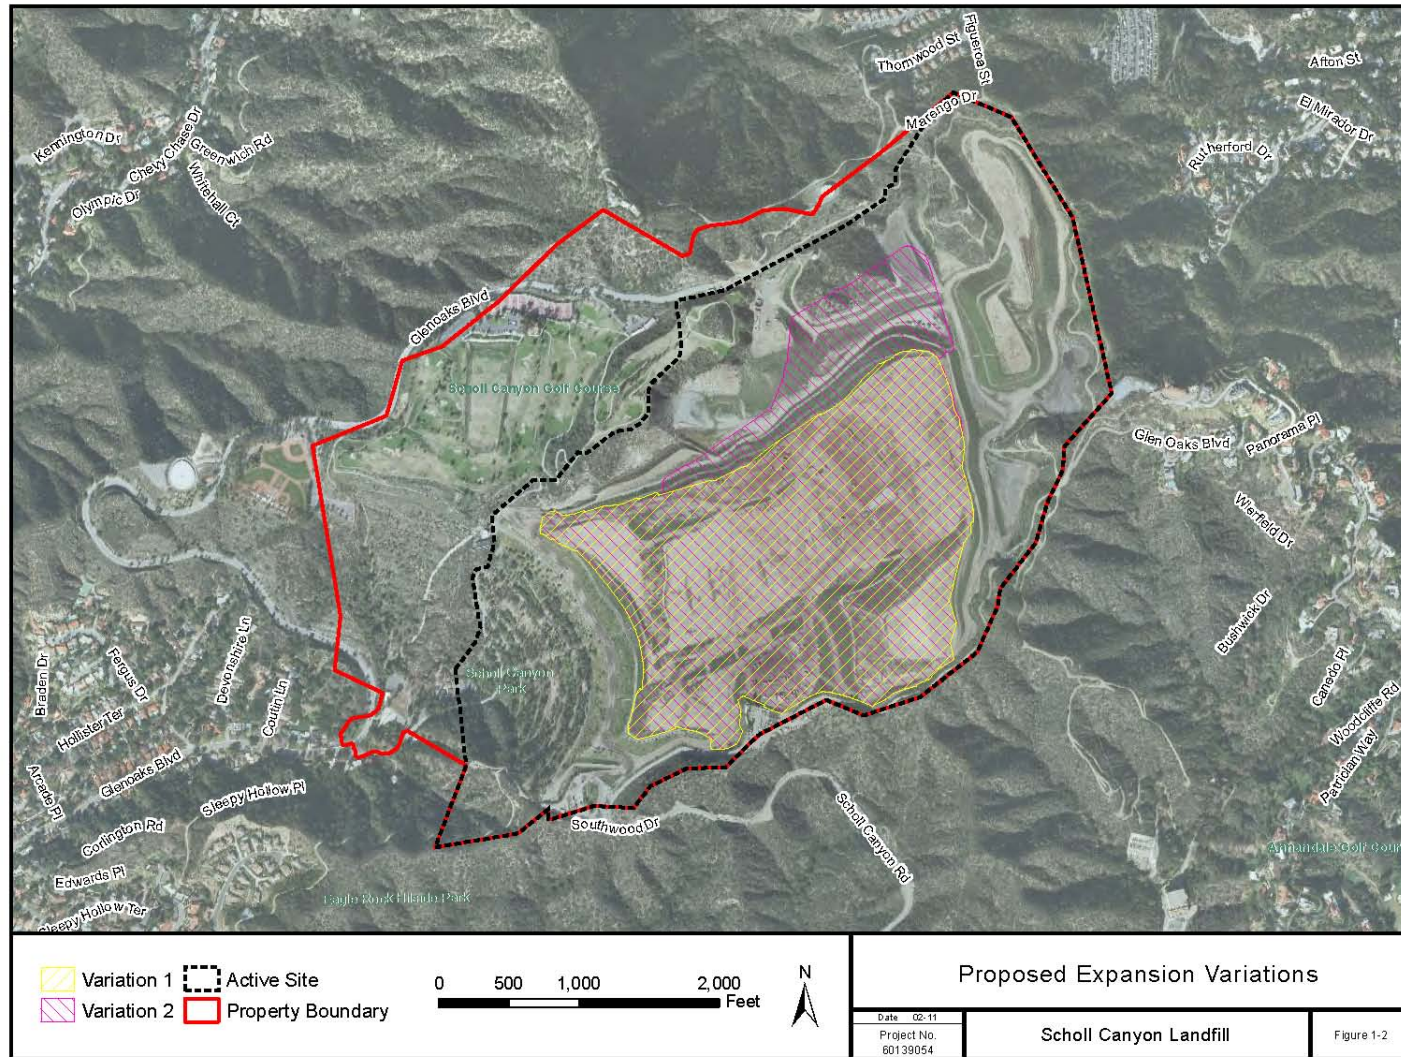 Thornwood St
Figueroa St
Afton St
El Mirador Dr
Marengo Dr
Kennington Dr
Chevy Chase Dr
Greenwich Rd
Rutherford Dr
Whitehall Ct
Olympic Dr
Glenoaks Blvd
Scholl Canyon Golf Course
Glen Oaks Blvd
Panorama Pl
Wierfield Dr
Bushwick Dr
Devonshire Ln
Fergus Dr
Braden Dr
Coutin Ln
Scholl Canyon
Park
Canedo Pl
Woodcliffe Rd
Hollister Ter
Patrician Way
Glenoaks Blvd
Arcade Pl
Sleepy Hollow Pl
Corlington Rd
Southwood Dr
Scholl Canyon Rd
Annandale Golf Cour
Edwards Pl
Eagle Rock Hillside Park
Sleepy Hollow Ter
Variation 1
Active Site
Variation 2
Property Boundary
0 500 1,000 2,000
Feet
N
Proposed Expansion Variations
Date 02-11
Project No.
60139054
Scholl Canyon Landfill
Figure 1-2